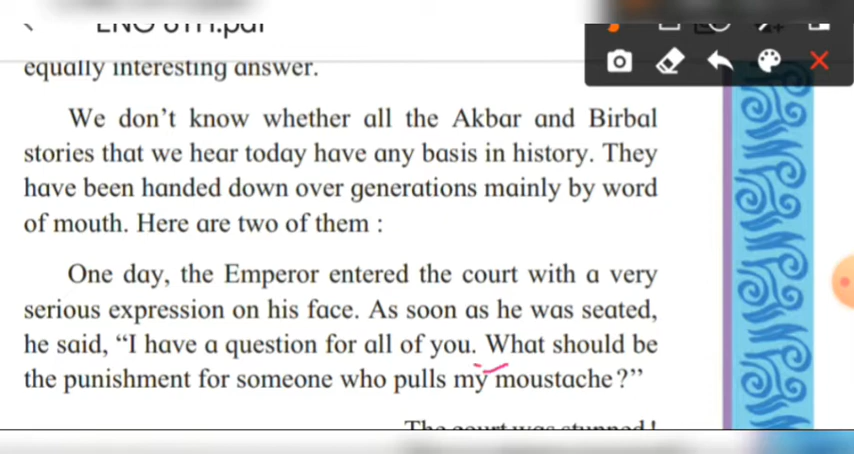 equally interesting answer.
We don't know whether all the Akbar and Birbal
stories that we hear today have any basis in history. They
have been handed down over generations mainly by word
of mouth. Here are two of them :
One day, the Emperor entered the court with a very
serious expression on his face. As soon as he was seated,
he said, “I have a question for all of you. What should be
the punishment for someone who pulls my moustache?”
The court was stunned!